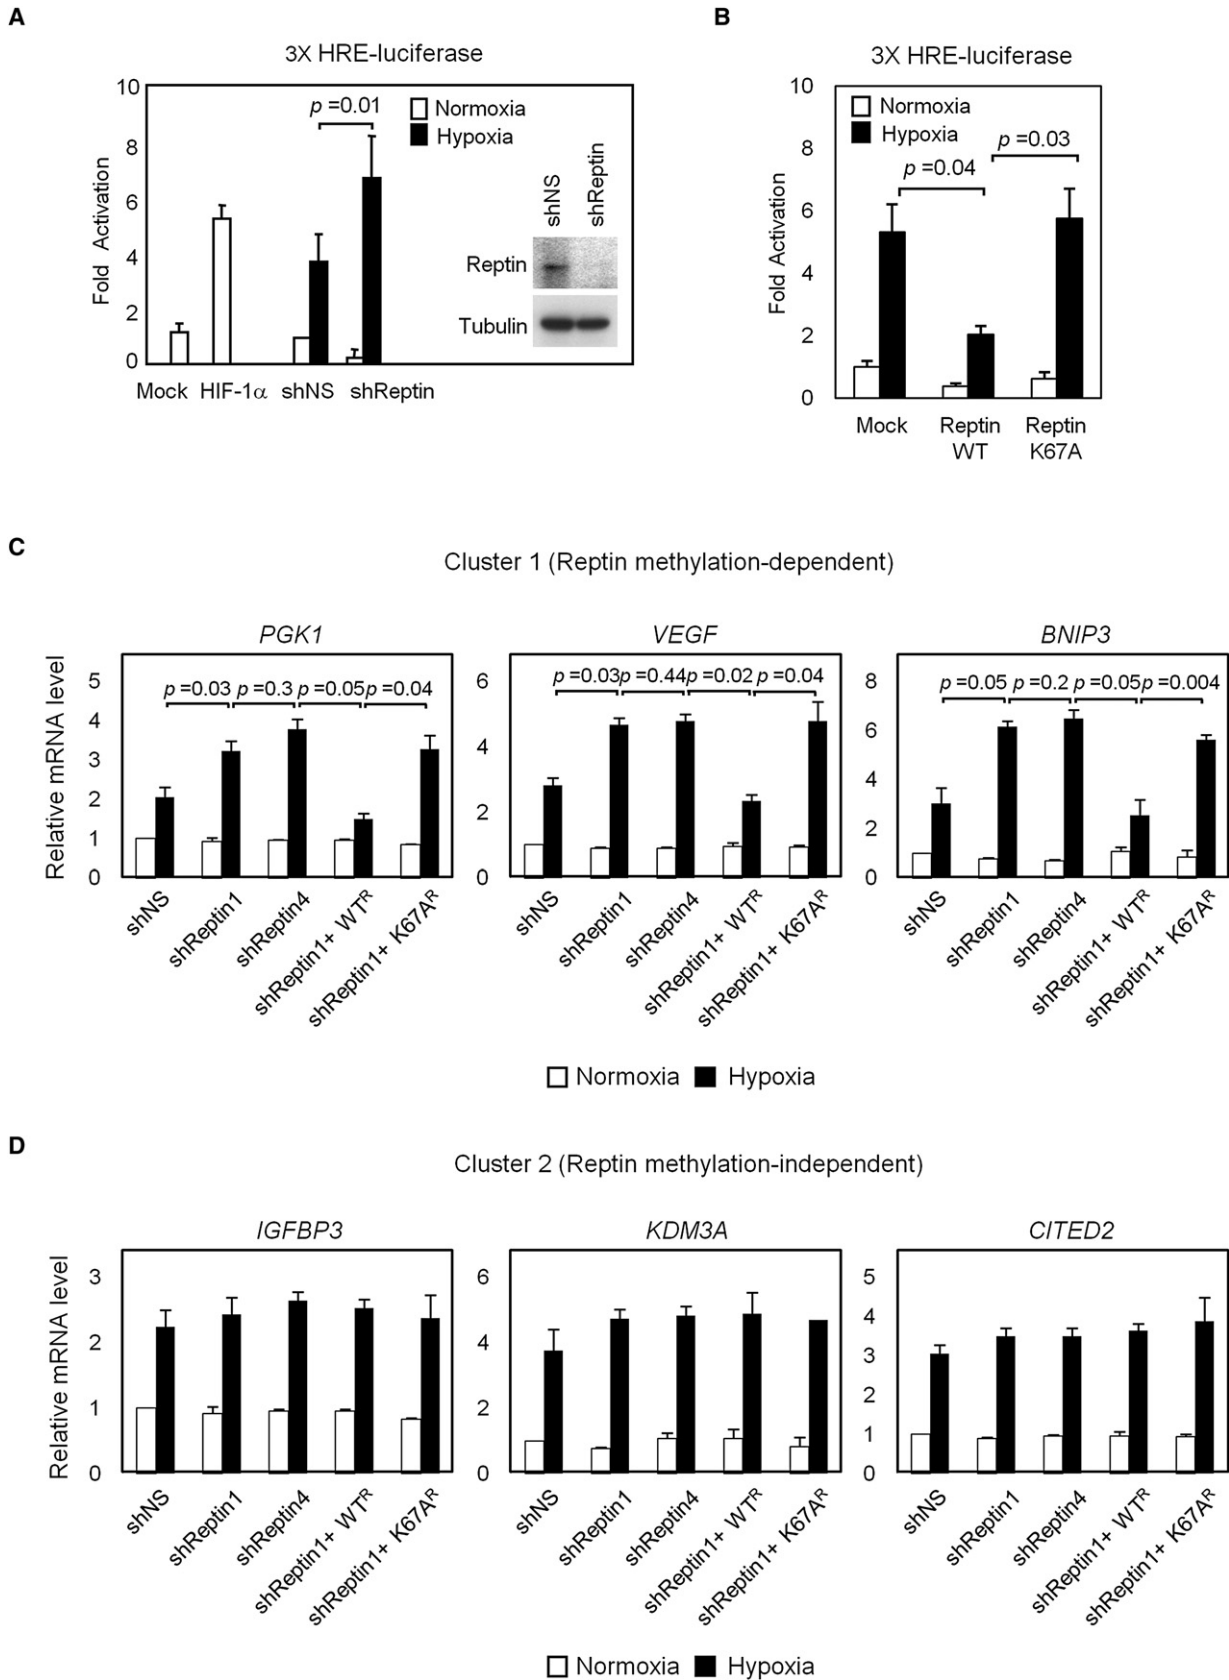 A
3X HRE-luciferase
10
8
6
4
2
0
Fold Activation
p =0.01
Normoxia
Hypoxia
shNS
shReptin
Reptin
Tubulin
Mock HIF-1α shNS shReptin
B
3X HRE-luciferase
10
8
6
4
2
0
Fold Activation
Normoxia
Hypoxia
p =0.04
p =0.03
Mock Reptin Reptin
WT K67A
C
Cluster 1 (Reptin methylation-dependent)
PGK1
Relative mRNA level
5
4
3
2
1
0
p =0.03 p =0.3 p =0.05 p =0.04
shNS
shReptin1
shReptin4
shReptin1+ WTᴿ
shReptin1+ K67Aᴿ
VEGF
6
4
2
0
p =0.03 p =0.44 p =0.02 p =0.04
shNS
shReptin1
shReptin4
shReptin1+ WTᴿ
shReptin1+ K67Aᴿ
BNIP3
8
6
4
2
0
p =0.05 p =0.2 p =0.05 p =0.004
shNS
shReptin1
shReptin4
shReptin1+ WTᴿ
shReptin1+ K67Aᴿ
Normoxia Hypoxia
D
Cluster 2 (Reptin methylation-independent)
IGFBP3
Relative mRNA level
3
2
1
0
shNS
shReptin1
shReptin4
shReptin1+ WTᴿ
shReptin1+ K67Aᴿ
KDM3A
6
4
2
0
shNS
shReptin1
shReptin4
shReptin1+ WTᴿ
shReptin1+ K67Aᴿ
CITED2
5
4
3
2
1
0
shNS
shReptin1
shReptin4
shReptin1+ WTᴿ
shReptin1+ K67Aᴿ
Normoxia Hypoxia